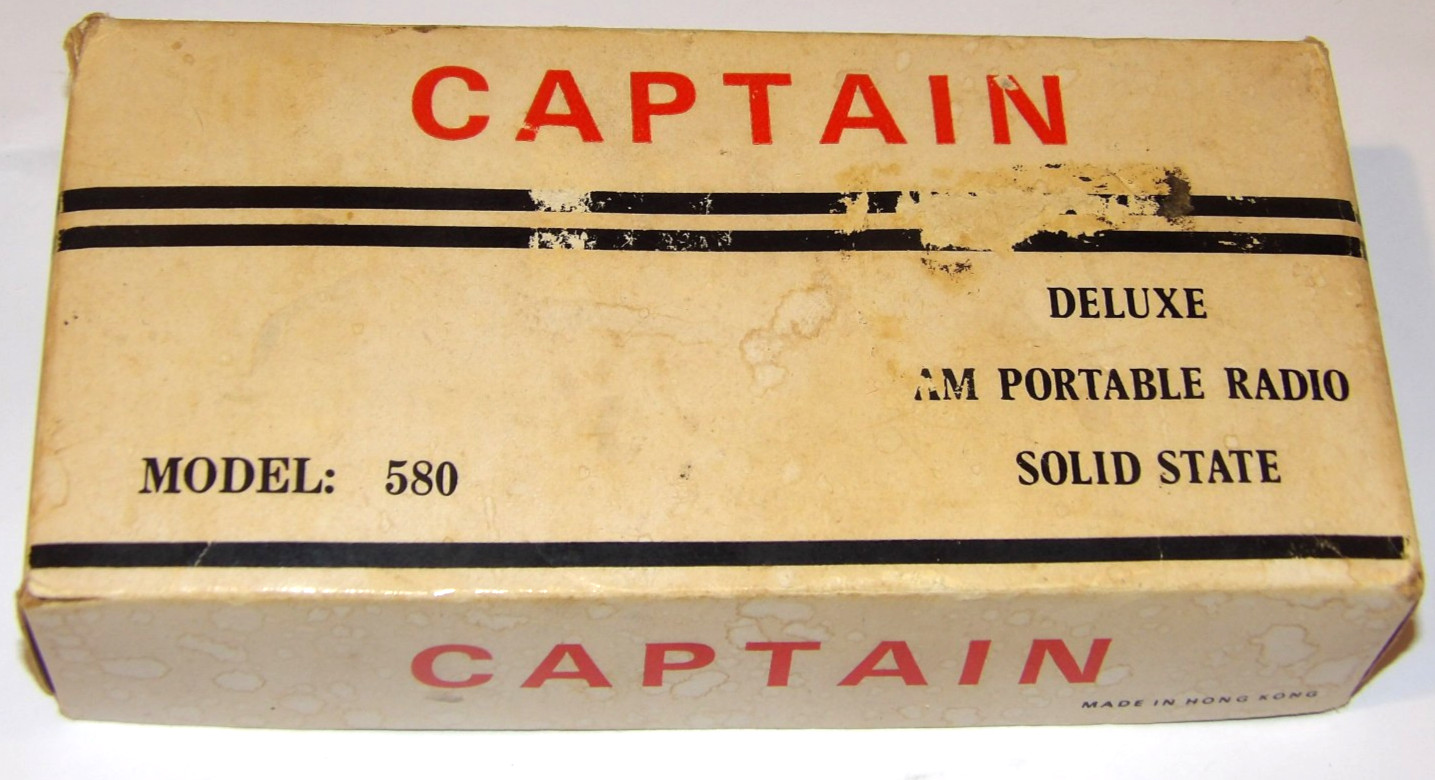 CAPTAIN
DELUXE
AM PORTABLE RADIO
MODEL: 580
SOLID STATE
CAPTAIN
MADE IN HONG KONG